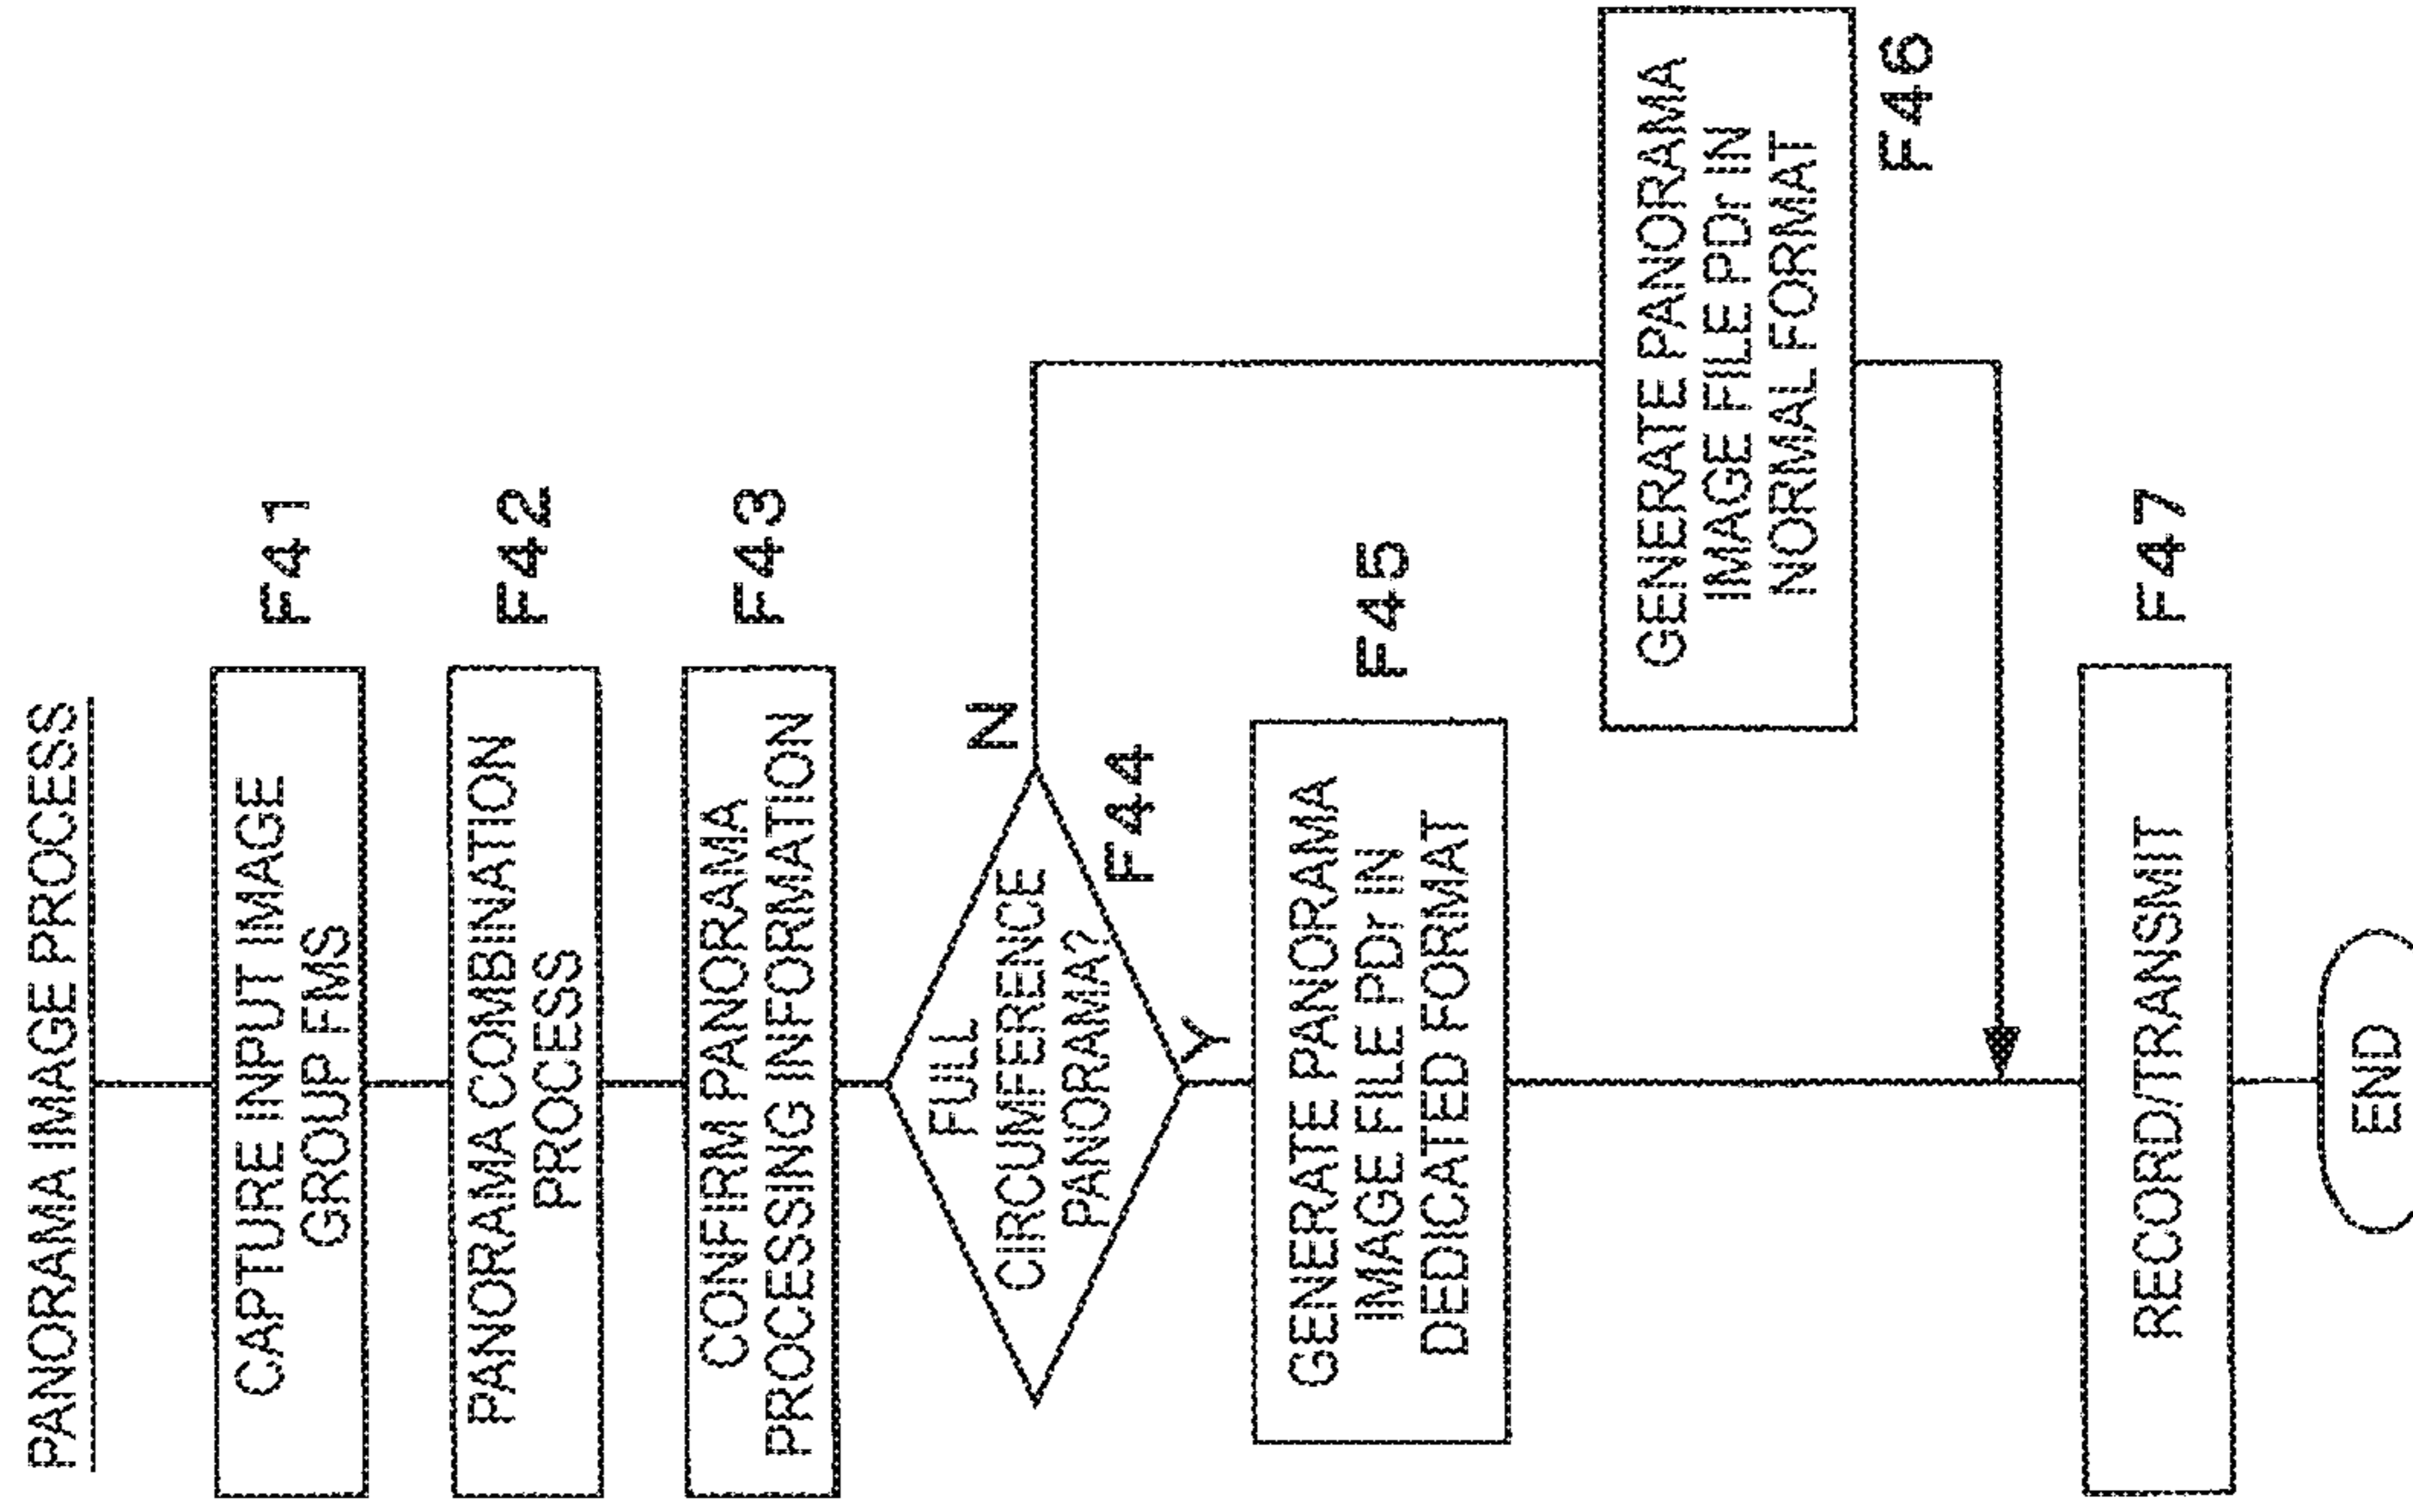 PANORAMA IMAGE PROCESS
CAPTURE INPUT IMAGE
GROUP FMS
F41
PANORAMA COMBINATION
PROCESS
F42
CONFIRM PANORAMA
PROCESSING INFORMATION
F43
FULL
CIRCUMFERENCE
PANORAMA?
N
F44
Y
GENERATE PANORAMA
IMAGE FILE PDr IN
DEDICATED FORMAT
F45
GENERATE PANORAMA
IMAGE FILE PDr IN
NORMAL FORMAT
F46
RECORD/TRANSMIT
F47
END